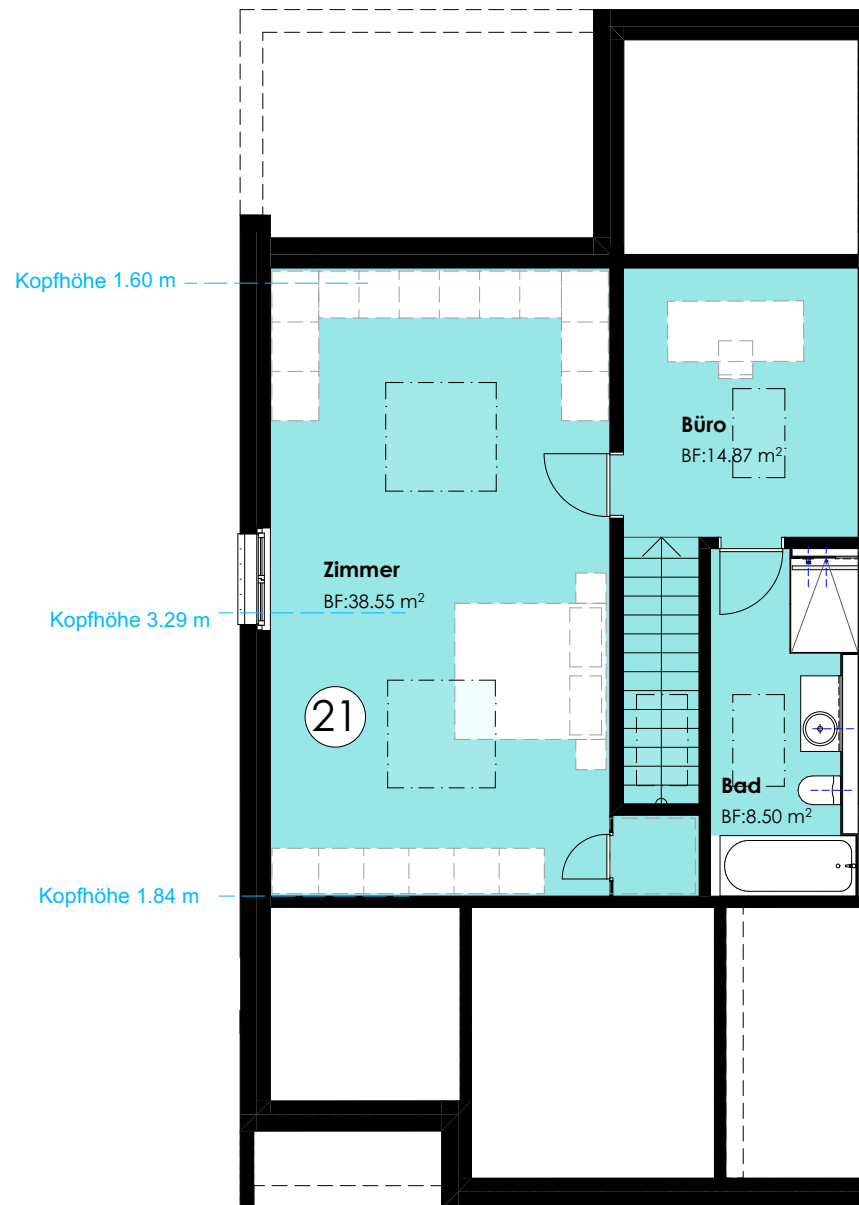 Kopfhöhe 1.60 m
Büro
BF:14.87 m²
Zimmer
BF:38.55 m²
Kopfhöhe 3.29 m
21
Bad
BF:8.50 m²
Kopfhöhe 1.84 m